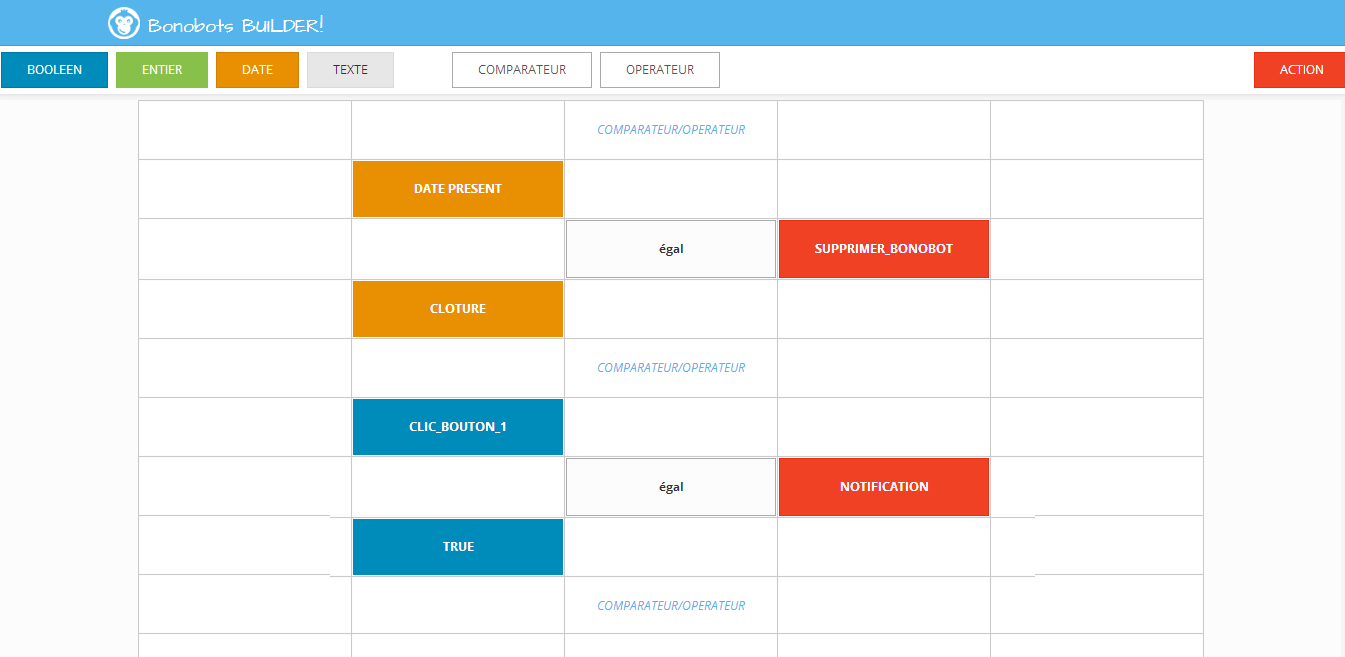 Bonobots BUiLDER!
BOOLEEN
ENTIER
DATE
TEXTE
COMPARATEUR
OPERATEUR
ACTION
COMPARATEUR/OPERATEUR
DATE PRESENT
égal
SUPPRIMER_BONOBOT
CLOTURE
COMPARATEUR/OPERATEUR
CLIC_BOUTON_1
égal
NOTIFICATION
TRUE
COMPARATEUR/OPERATEUR